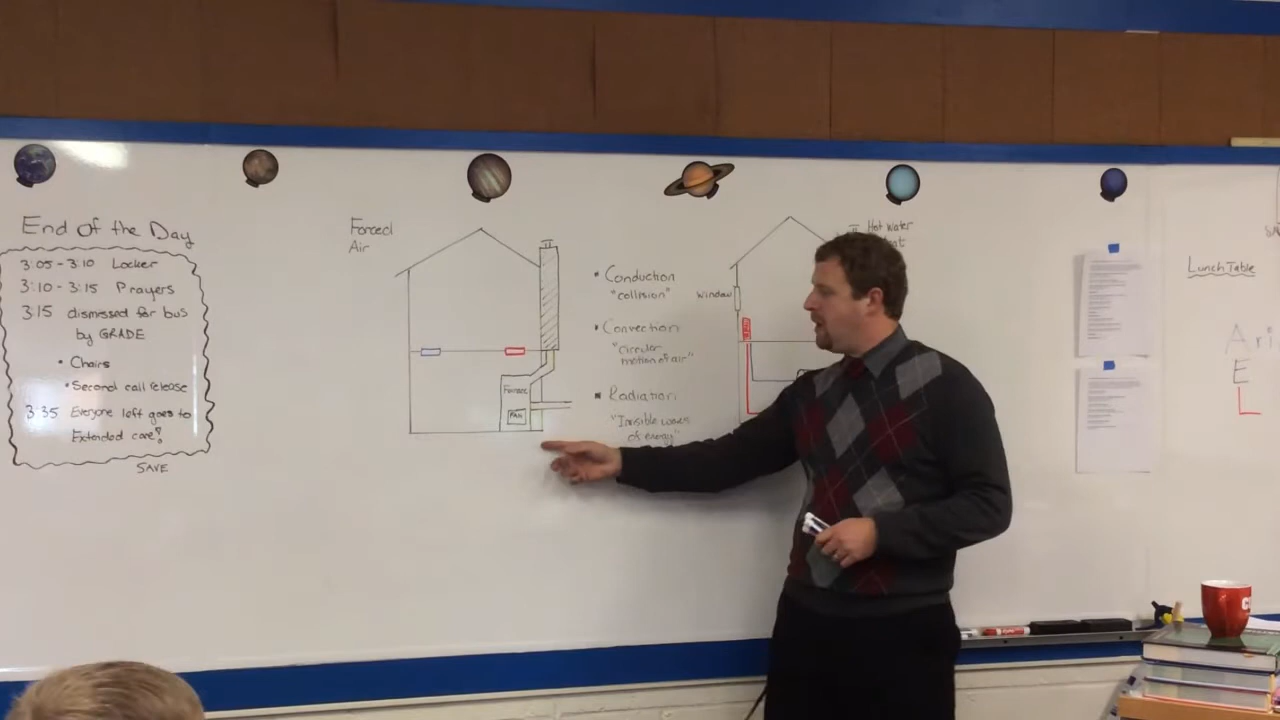 End of the Day
3:05 - 3:10 Locker
3:10 - 3:15 Prayers
3:15 dismissed for bus
by GRADE
• Chairs
• Second call release
3:35 Everyone left goes to
Extended care!
SAVE
Forced
Air
Furnace
FAN
• Conduction
"collision"
• Convection
"circular
motion of air"
• Radiation
"Invisible waves
of energy"
Hot Water
Window
Lunch Table
A
E
L